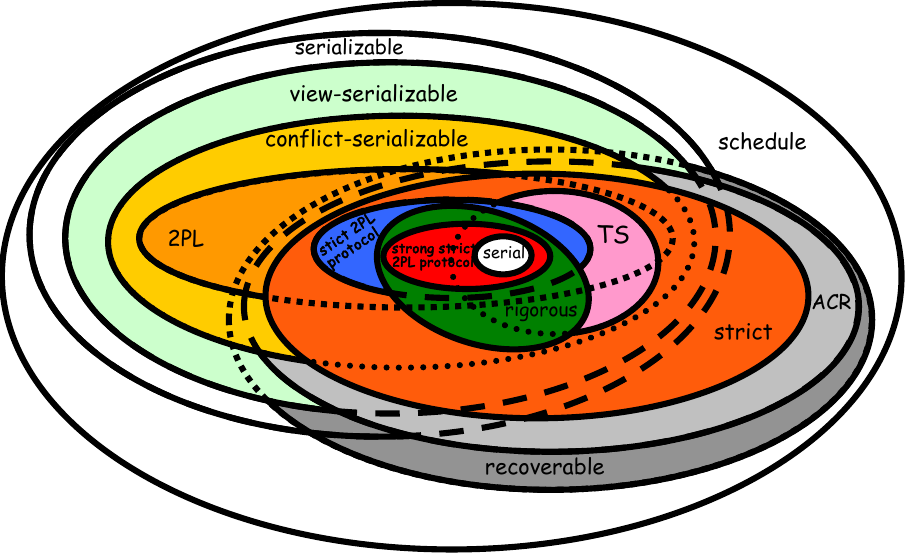 serializable
view-serializable
conflict-serializable
schedule
2PL
stict 2PL
protocol
strong strict
2PL protocol
serial
TS
rigorous
ACR
strict
recoverable